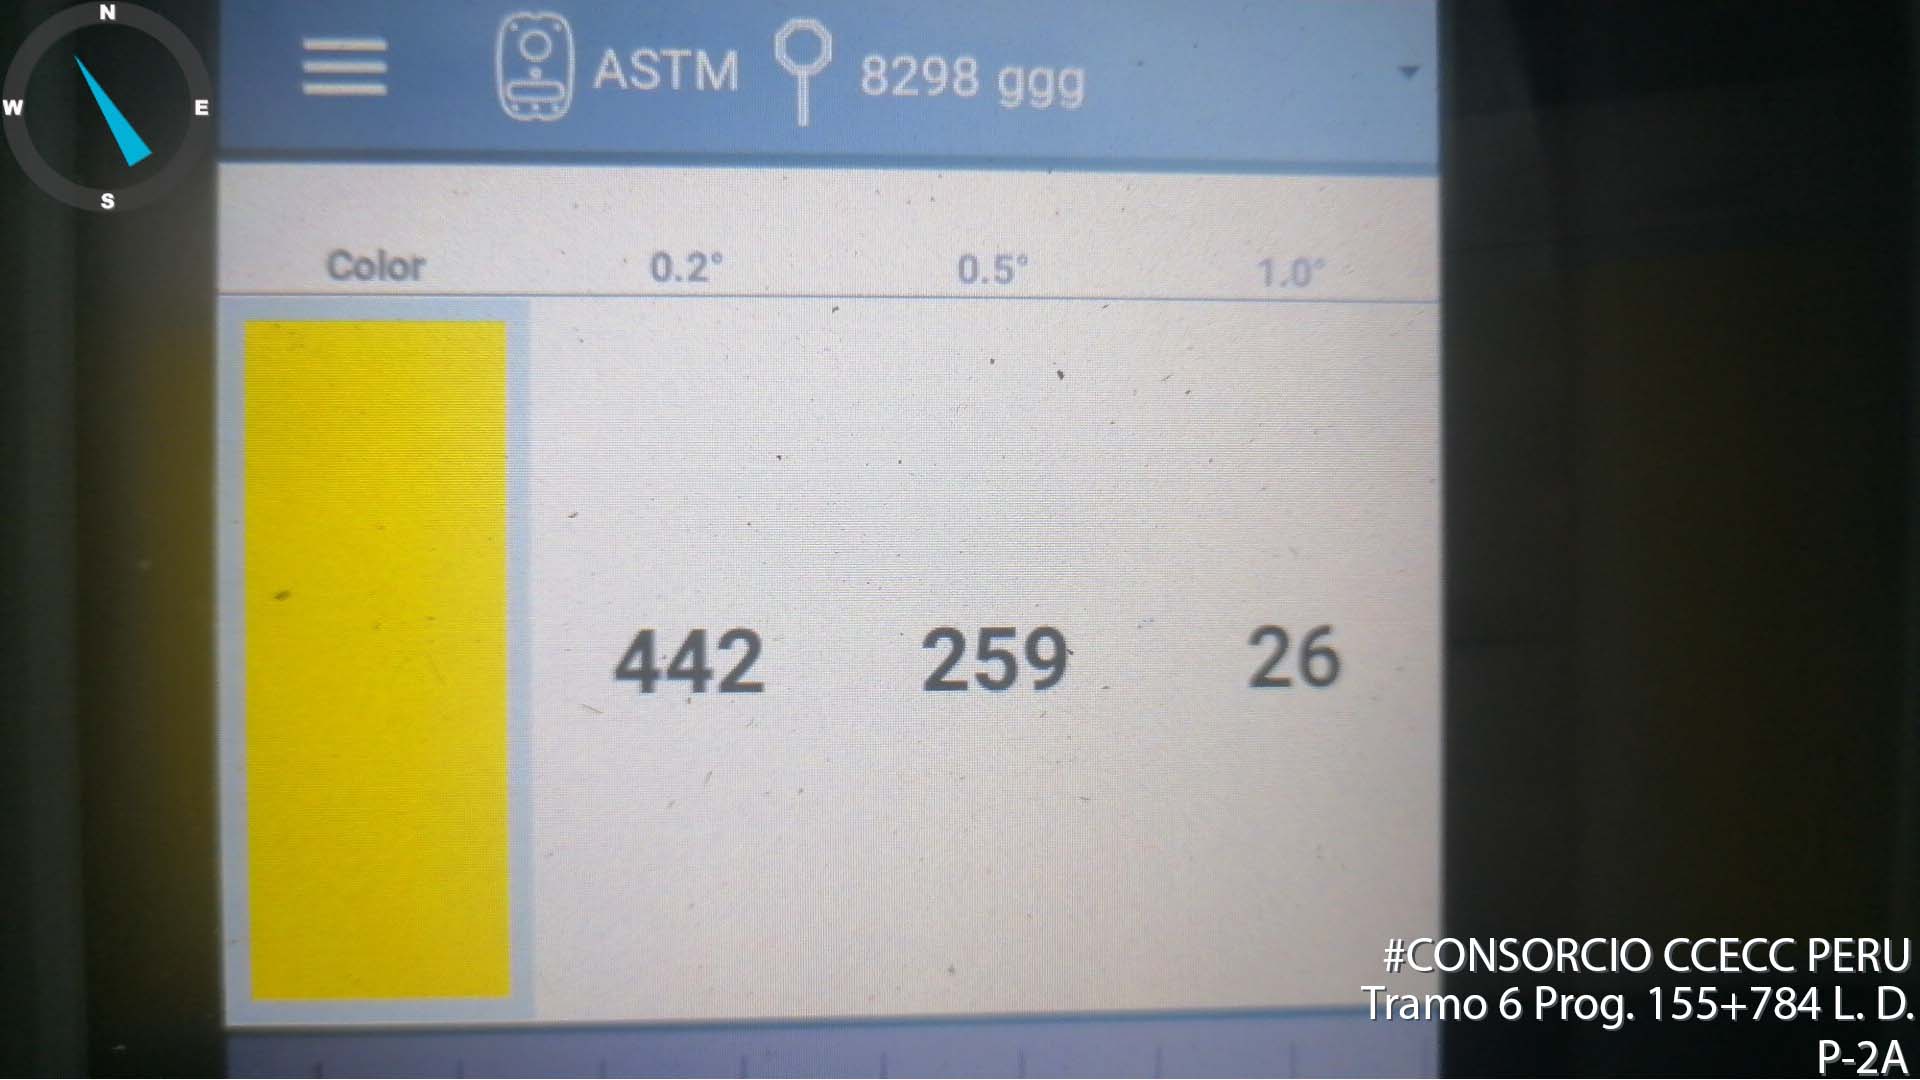 N
W E
S
ASTM 8298 ggg
Color 0.2° 0.5° 1.0°
442 259 26
#CONSORCIO CCECC PERU
Tramo 6 Prog. 155+784 L. D.
P-2A